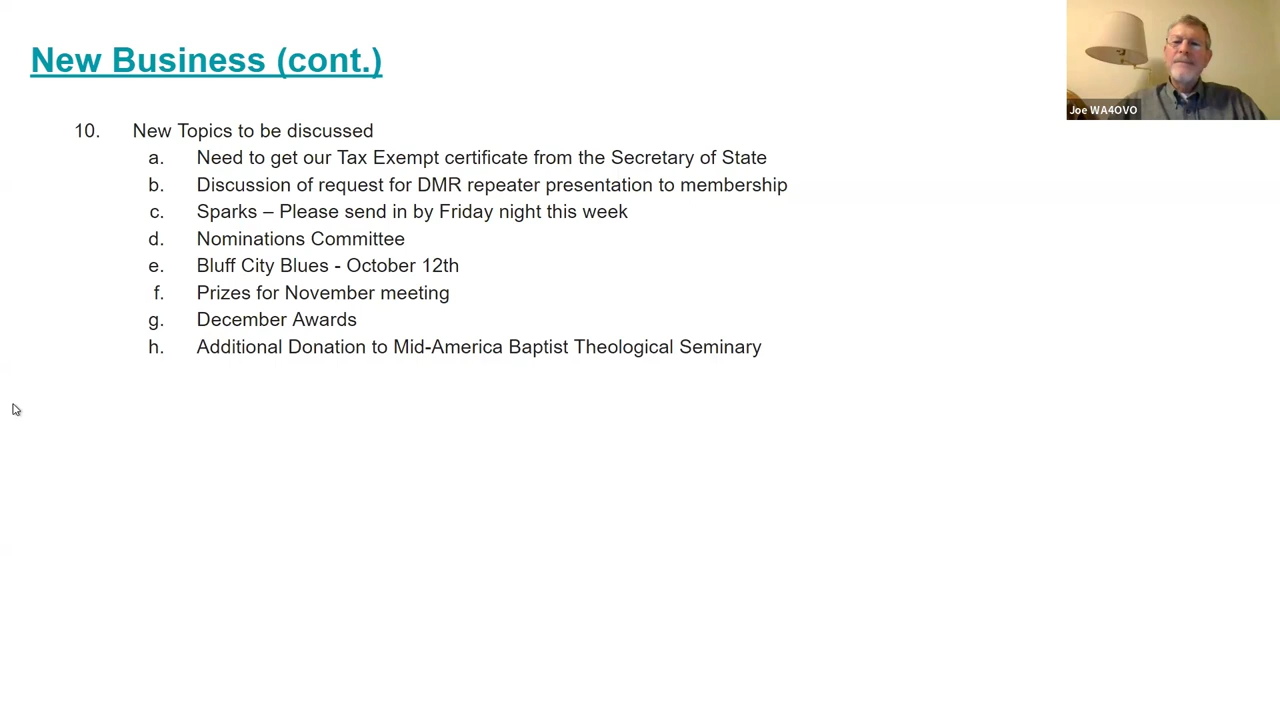 New Business (cont.)
Joe WA4OVO
10. New Topics to be discussed
a. Need to get our Tax Exempt certificate from the Secretary of State
b. Discussion of request for DMR repeater presentation to membership
c. Sparks – Please send in by Friday night this week
d. Nominations Committee
e. Bluff City Blues - October 12th
f. Prizes for November meeting
g. December Awards
h. Additional Donation to Mid-America Baptist Theological Seminary